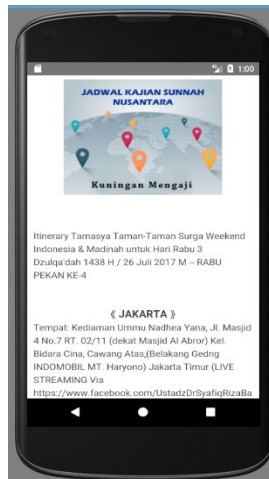 1:00
JADWAL KAJIAN SUNNAH
NUSANTARA
Kuningan Mengaji
Itinerary Tamasya Taman-Taman Surga Weekend
Indonesia & Madinah untuk Hari Rabu 3
Dzulqa'dah 1438 H / 26 Juli 2017 M – RABU
PEKAN KE-4
《 JAKARTA 》
Tempat: Kediaman Ummu Nadhea Yana, Jl. Masjid
4 No.7 RT. 02/11 (dekat Masjid Al Abror) Kel.
Bidara Cina, Cawang Atas,(Belakang Gedng
INDOMOBIL MT. Haryono) Jakarta Timur (LIVE
STREAMING Via
https://www.facebook.com/UstadzDrSyafiqRizaBa